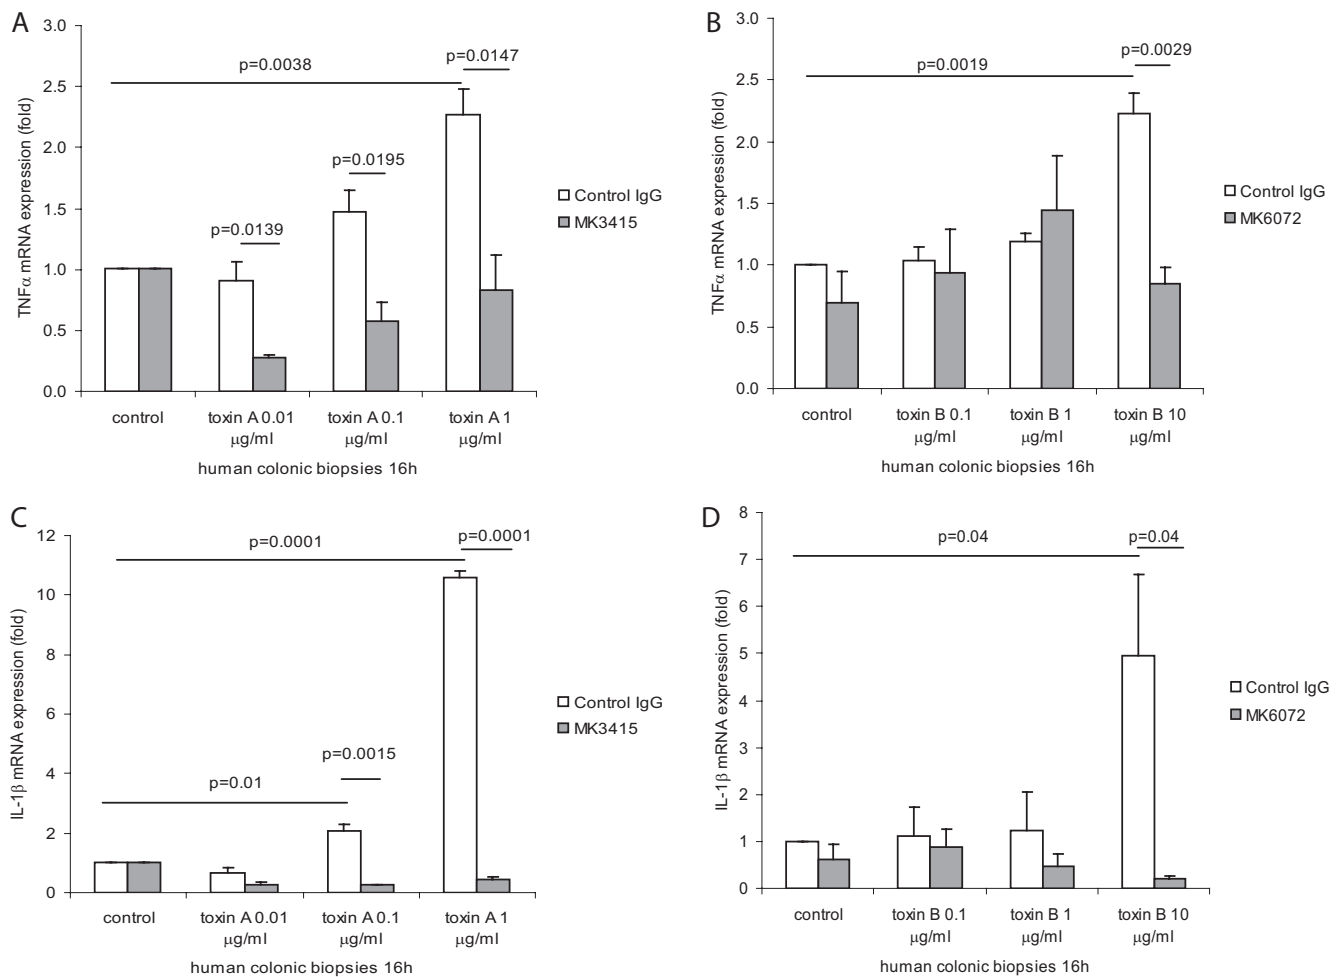 A
TNFα mRNA expression (fold)
3.0
2.5
2.0
1.5
1.0
0.5
0.0
p=0.0038
p=0.0147
p=0.0195
p=0.0139
Control IgG
MK3415
control
toxin A 0.01
µg/ml
toxin A 0.1
µg/ml
toxin A 1
µg/ml
human colonic biopsies 16h
B
TNFα mRNA expression (fold)
3.0
2.5
2.0
1.5
1.0
0.5
0.0
p=0.0019
p=0.0029
Control IgG
MK6072
control
toxin B 0.1
µg/ml
toxin B 1
µg/ml
toxin B 10
µg/ml
human colonic biopsies 16h
C
IL-1β mRNA expression (fold)
12
10
8
6
4
2
0
p=0.0001
p=0.0001
p=0.0015
p=0.01
Control IgG
MK3415
control
toxin A 0.01
µg/ml
toxin A 0.1
µg/ml
toxin A 1
µg/ml
human colonic biopsies 16h
D
IL-1β mRNA expression (fold)
8
7
6
5
4
3
2
1
0
p=0.04
p=0.04
Control IgG
MK6072
control
toxin B 0.1
µg/ml
toxin B 1
µg/ml
toxin B 10
µg/ml
human colonic biopsies 16h